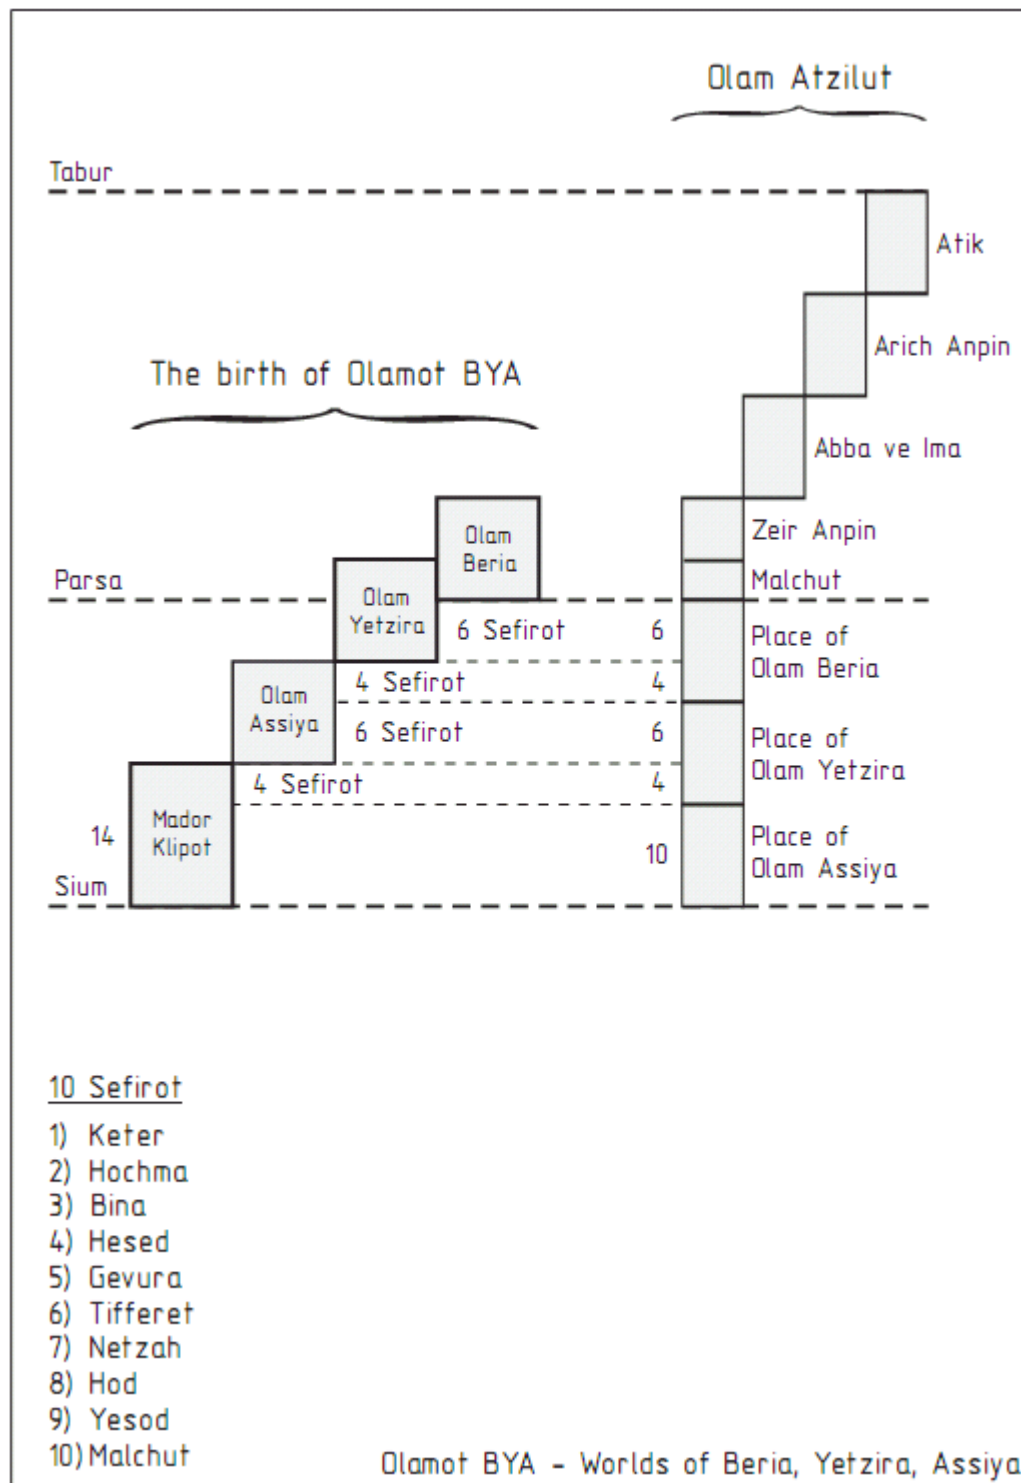 Olam Atzilut
Tabur
Atik
Arich Anpin
The birth of Olamot BYA
Abba ve Ima
Olam
Beria
Zeir Anpin
Parsa
Malchut
Olam
Yetzira
6 Sefirot
6
Place of
Olam Beria
4 Sefirot
4
Olam
Assiya
6 Sefirot
6
Place of
Olam Yetzira
4 Sefirot
4
14
Mador
Klipot
10
Place of
Olam Assiya
Sium
10 Sefirot
1) Keter
2) Hochma
3) Bina
4) Hesed
5) Gevura
6) Tifferet
7) Netzah
8) Hod
9) Yesod
10) Malchut
Olamot BYA - Worlds of Beria, Yetzira, Assiya